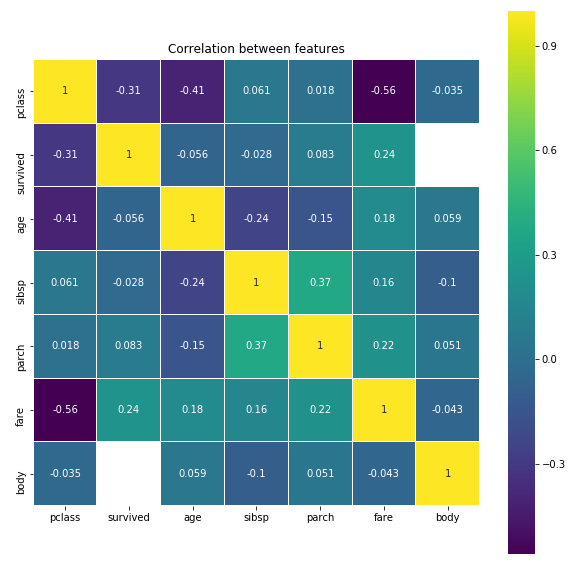 Correlation between features
pclass 1 -0.31 -0.41 0.061 0.018 -0.56 -0.035
survived -0.31 1 -0.056 -0.028 0.083 0.24
age -0.41 -0.056 1 -0.24 -0.15 0.18 0.059
sibsp 0.061 -0.028 -0.24 1 0.37 0.16 -0.1
parch 0.018 0.083 -0.15 0.37 1 0.22 0.051
fare -0.56 0.24 0.18 0.16 0.22 1 -0.043
body -0.035 0.059 -0.1 0.051 -0.043 1
pclass survived age sibsp parch fare body
0.9
0.6
0.3
0.0
−0.3